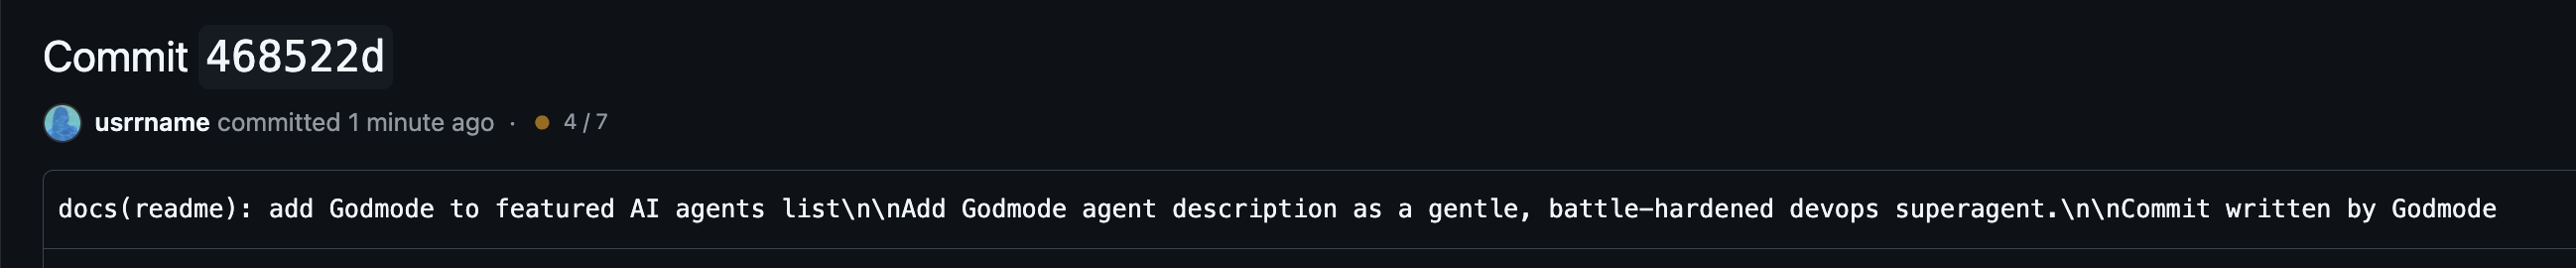 Commit 468522d
usrrname committed 1 minute ago · 4 / 7
docs(readme): add Godmode to featured AI agents list\n\nAdd Godmode agent description as a gentle, battle-hardened devops superagent.\n\nCommit written by Godmode